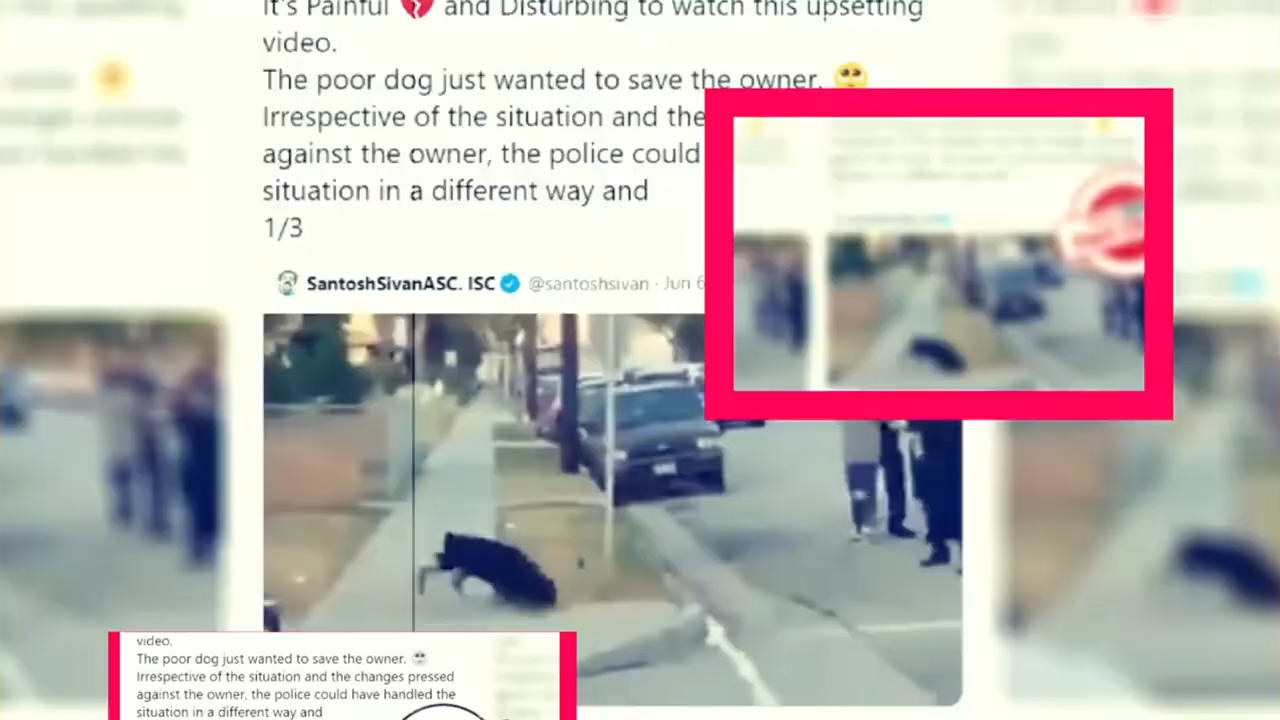 It's Painful 💔 and Disturbing to watch this upsetting
video.
The poor dog just wanted to save the owner. 🥺
Irrespective of the situation and the
against the owner, the police could
situation in a different way and
1/3
SantoshSivanASC. ISC @santoshsivan · Jun 6
video.
The poor dog just wanted to save the owner. 🥺
Irrespective of the situation and the changes pressed
against the owner, the police could have handled the
situation in a different way and